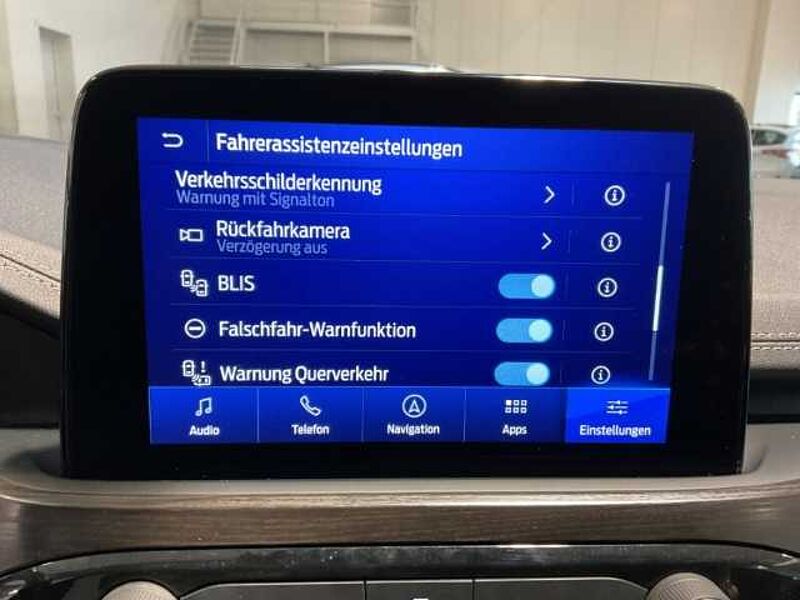 Fahrerassistenzeinstellungen
Verkehrsschilderkennung
Warnung mit Signalton
Rückfahrkamera
Verzögerung aus
BLIS
Falschfahr-Warnfunktion
Warnung Querverkehr
Audio
Telefon
Navigation
Apps
Einstellungen